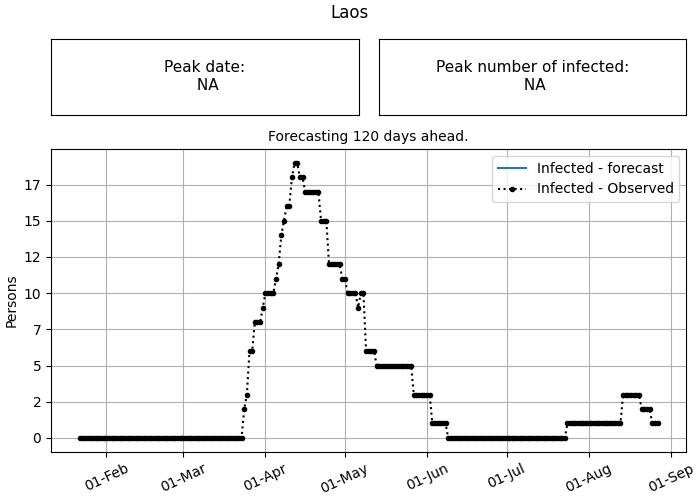 Laos
Peak date:
NA
Peak number of infected:
NA
Forecasting 120 days ahead.
Infected - forecast
Infected - Observed
Persons
17
15
12
10
7
5
2
0
01-Feb
01-Mar
01-Apr
01-May
01-Jun
01-Jul
01-Aug
01-Sep